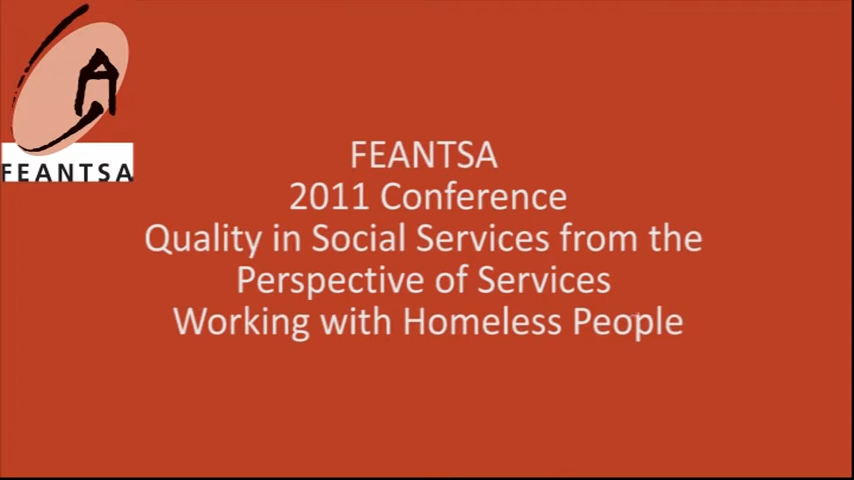 FEANTSA
FEANTSA
2011 Conference
Quality in Social Services from the
Perspective of Services
Working with Homeless People